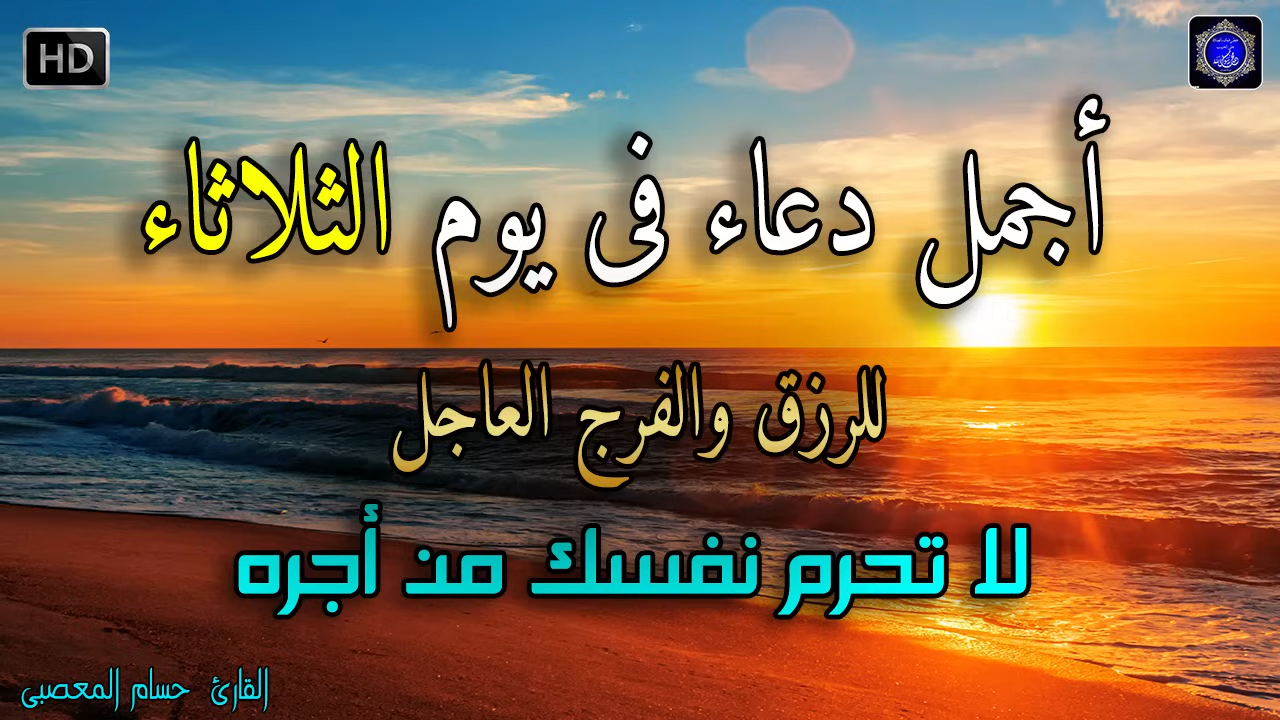 HD
أجمل دعاء فى يوم الثلاثاء
للرزق والفرج العاجل
لا تحرم نفسك من أجره
القارئ حسام المعصبى